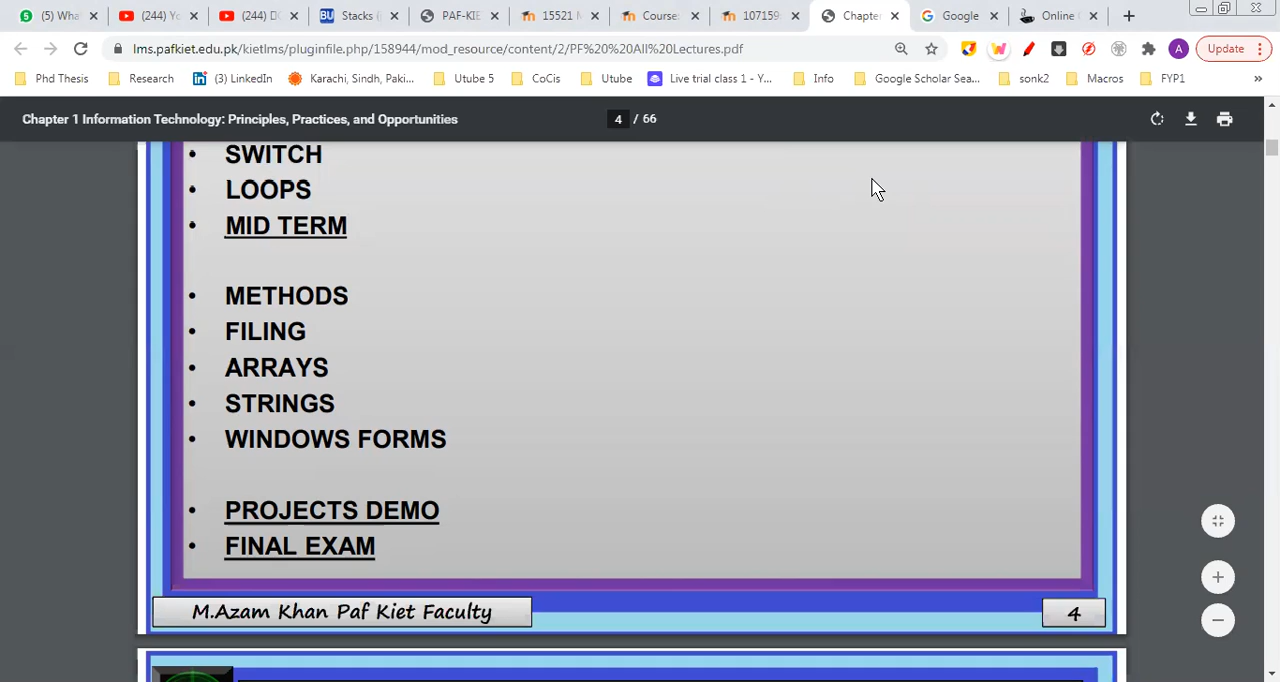 (5) Wha
(244) Yo
(244) DC
BU Stacks (
PAF-KIE
15521 M
Course:
107159
Chapte
Google
Online (
lms.pafkiet.edu.pk/kietlms/pluginfile.php/158944/mod_resource/content/2/PF%20%20All%20Lectures.pdf
A
Update
Phd Thesis
Research
(3) LinkedIn
Karachi, Sindh, Paki...
Utube 5
CoCis
Utube
Live trial class 1 - Y...
Info
Google Scholar Sea...
sonk2
Macros
FYP1
»
Chapter 1 Information Technology: Principles, Practices, and Opportunities
4 / 66
• SWITCH
• LOOPS
• MID TERM
• METHODS
• FILING
• ARRAYS
• STRINGS
• WINDOWS FORMS
• PROJECTS DEMO
• FINAL EXAM
M.Azam Khan Paf Kiet Faculty
4